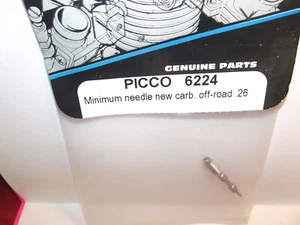 GENUINE PARTS
PICCO 6224
Minimum needle new carb. off-road .26